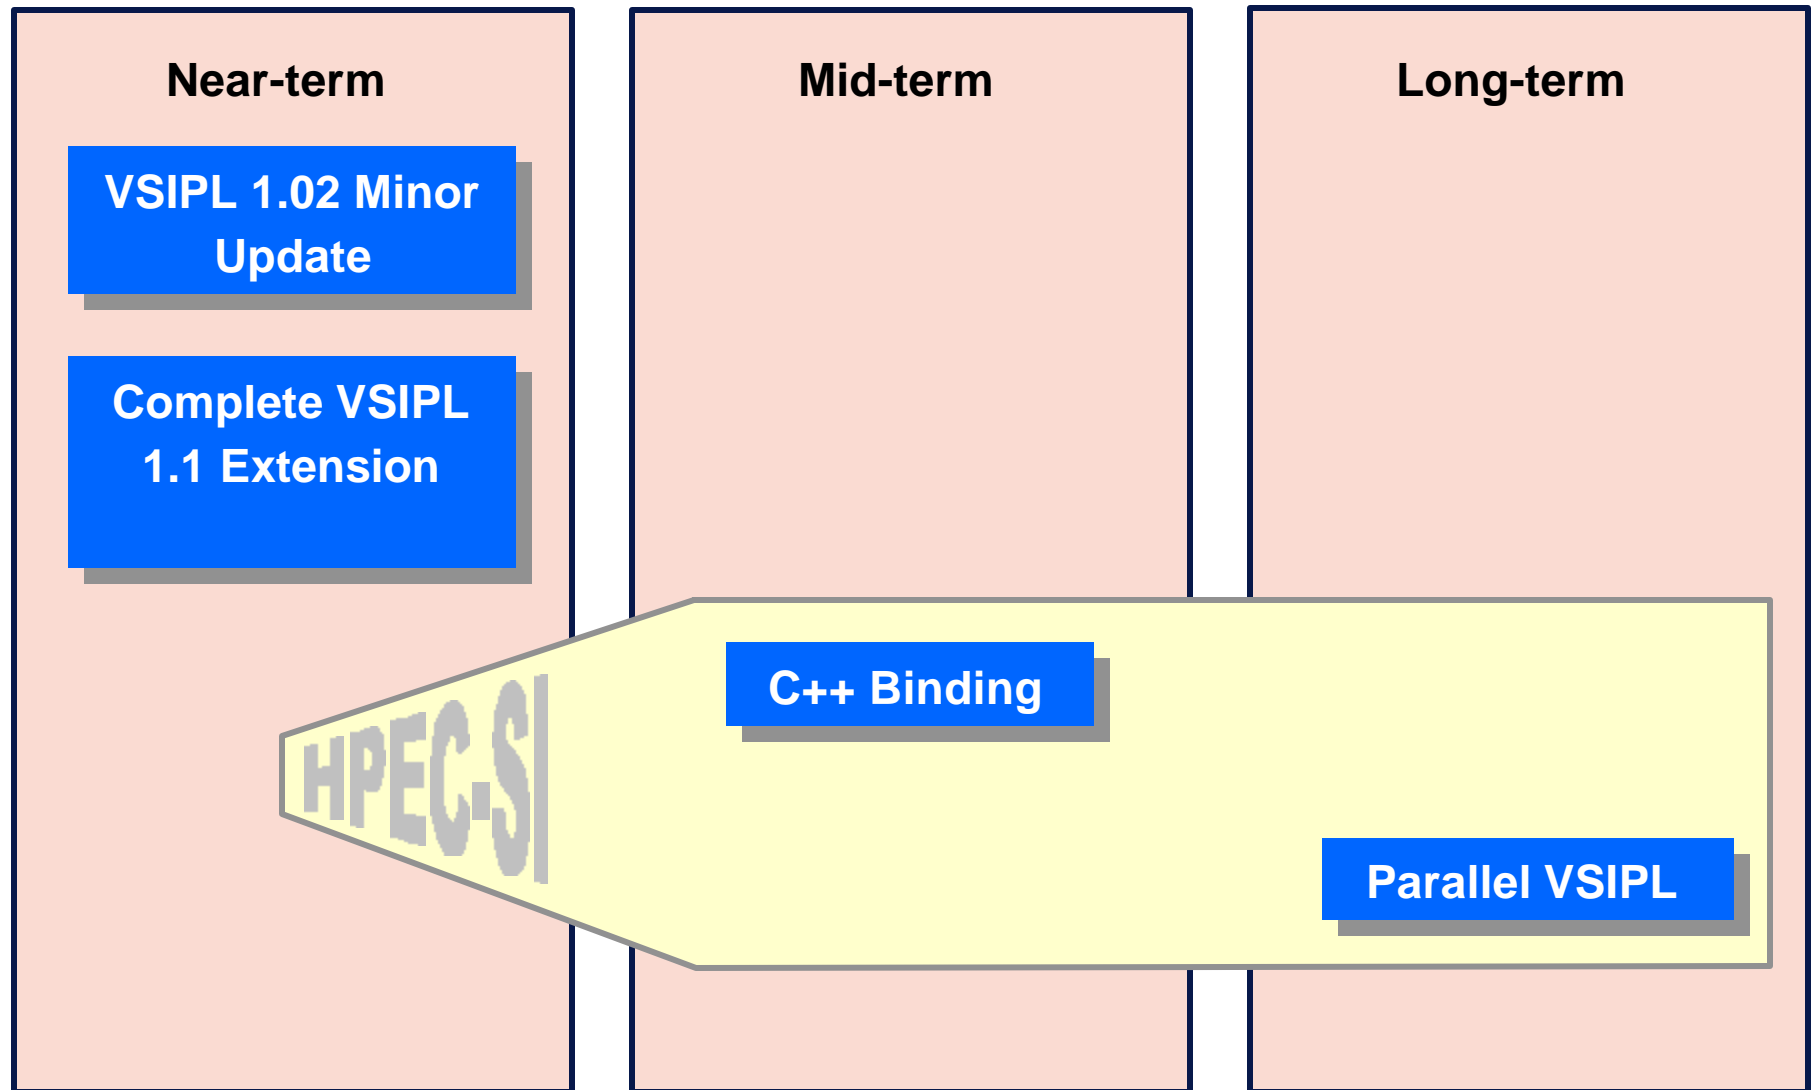 Near-term
Mid-term
Long-term
VSIPL 1.02 Minor
Update
Complete VSIPL
1.1 Extension
HPEC-SI
C++ Binding
Parallel VSIPL